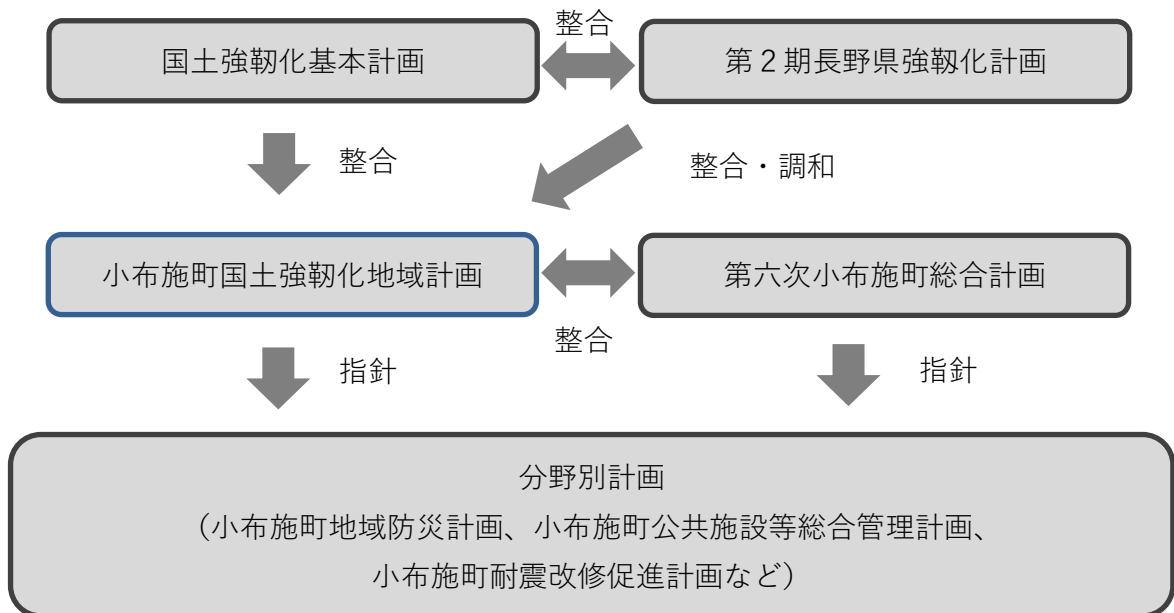 整合
国土強靭化基本計画
第２期長野県強靱化計画
整合
整合・調和
小布施町国土強靭化地域計画
第六次小布施町総合計画
整合
指針
指針
分野別計画
（小布施町地域防災計画、小布施町公共施設等総合管理計画、
小布施町耐震改修促進計画など）